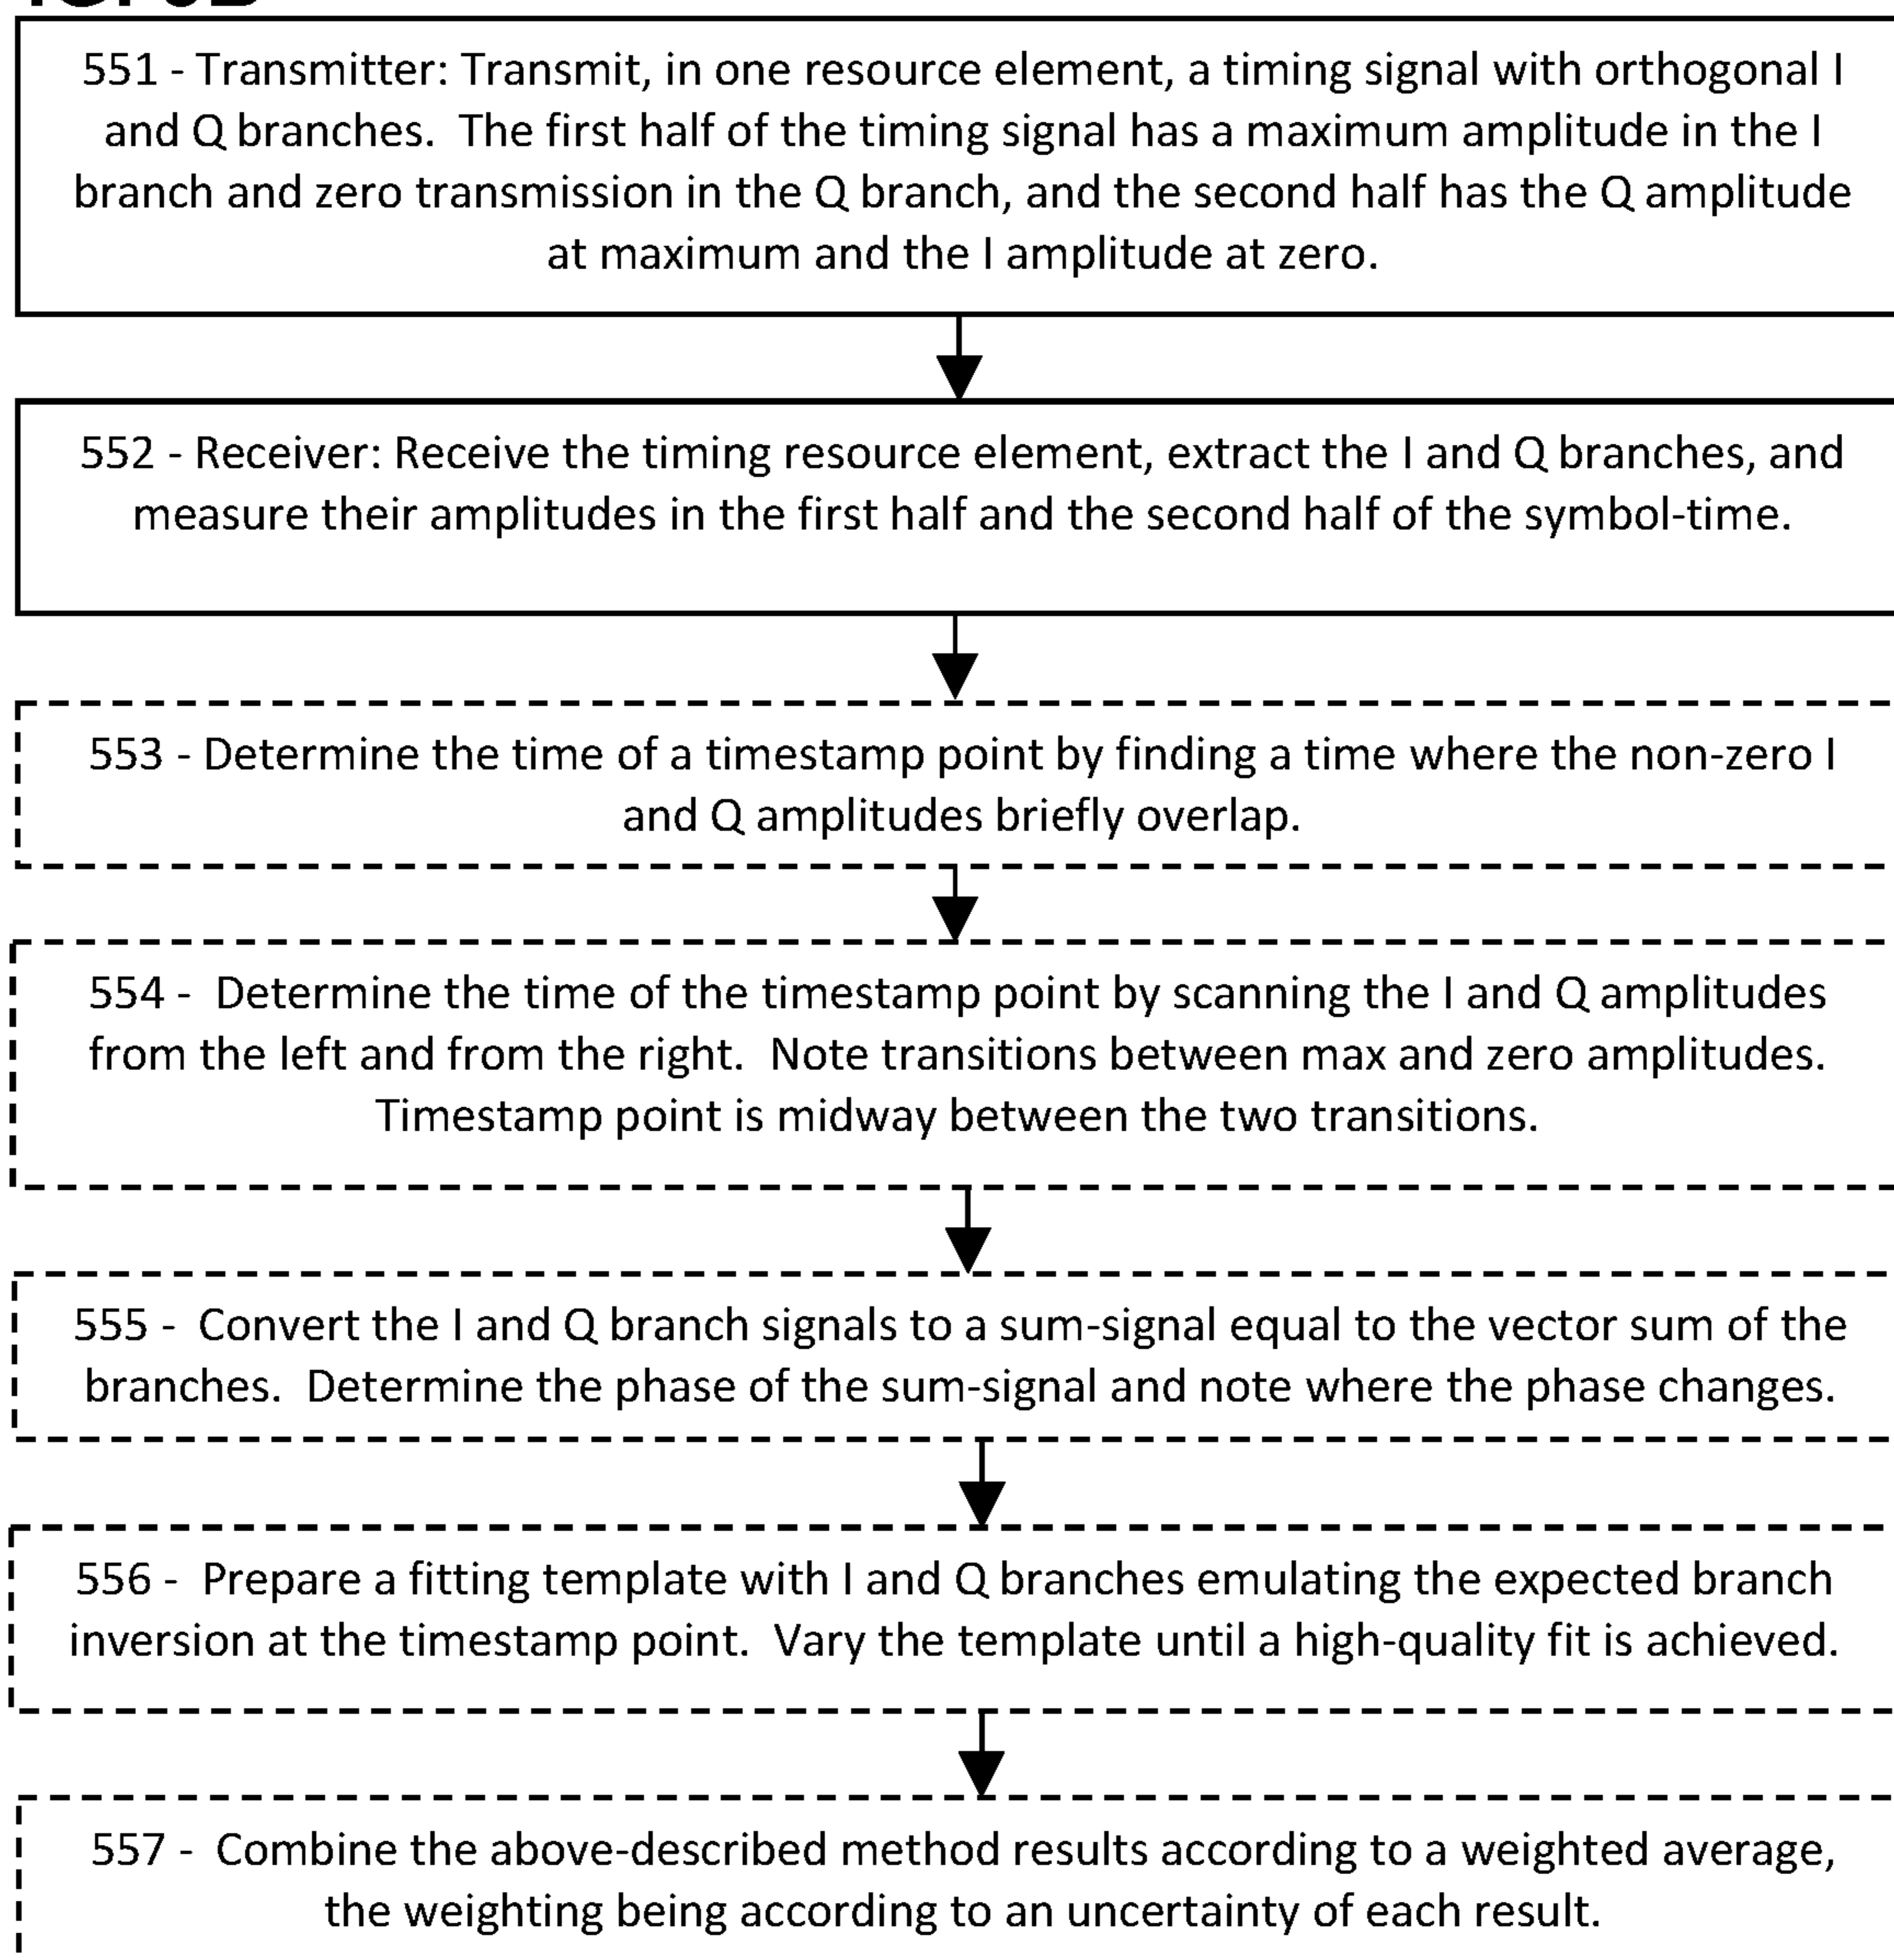 551 - Transmitter: Transmit, in one resource element, a timing signal with orthogonal I
and Q branches. The first half of the timing signal has a maximum amplitude in the I
branch and zero transmission in the Q branch, and the second half has the Q amplitude
at maximum and the I amplitude at zero.
552 - Receiver: Receive the timing resource element, extract the I and Q branches, and
measure their amplitudes in the first half and the second half of the symbol-time.
553 - Determine the time of a timestamp point by finding a time where the non-zero I
and Q amplitudes briefly overlap.
554 - Determine the time of the timestamp point by scanning the I and Q amplitudes
from the left and from the right. Note transitions between max and zero amplitudes.
Timestamp point is midway between the two transitions.
555 - Convert the I and Q branch signals to a sum-signal equal to the vector sum of the
branches. Determine the phase of the sum-signal and note where the phase changes.
556 - Prepare a fitting template with I and Q branches emulating the expected branch
inversion at the timestamp point. Vary the template until a high-quality fit is achieved.
557 - Combine the above-described method results according to a weighted average,
the weighting being according to an uncertainty of each result.